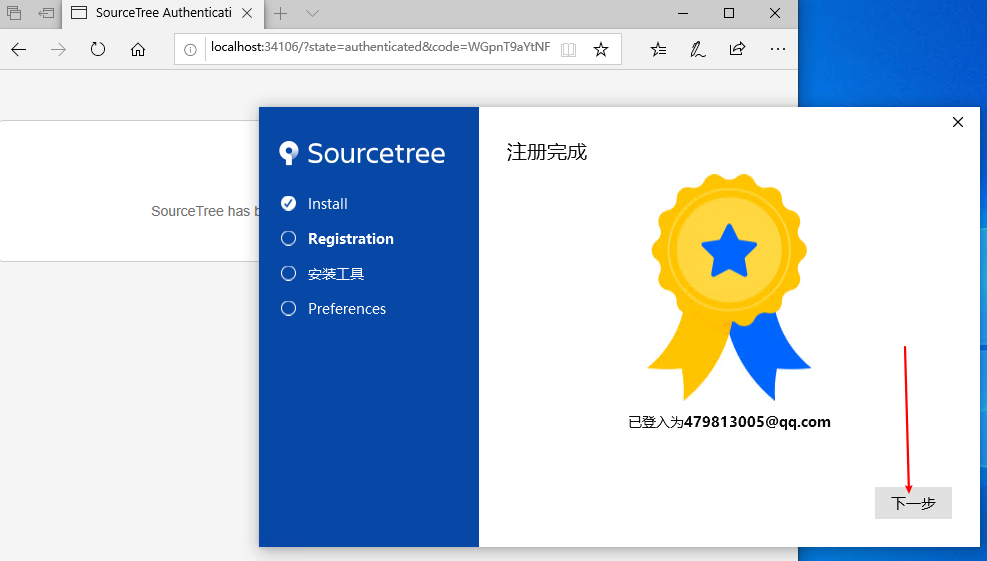 SourceTree Authenticati
localhost:34106/?state=authenticated&code=WGpnT9aYtNF
SourceTree has b
Sourcetree
Install
Registration
安装工具
Preferences
注册完成
已登入为479813005@qq.com
下一步